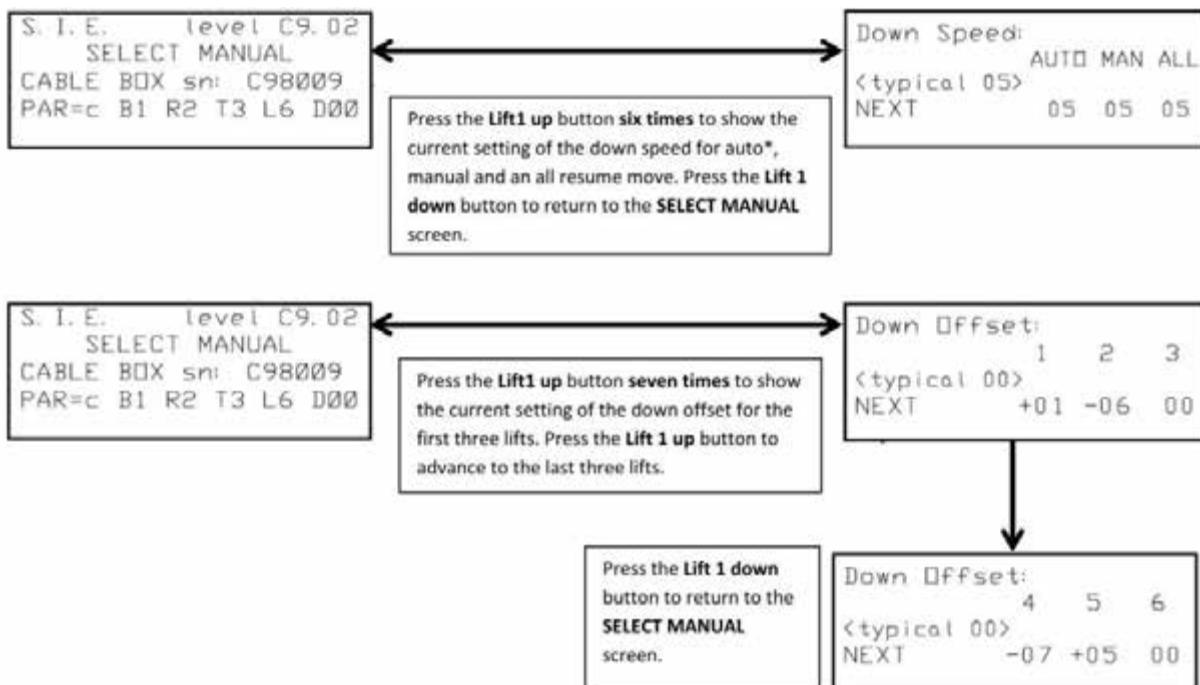 S. I. E. level C9.02
SELECT MANUAL
CABLE BOX sn: C98009
PAR=c B1 R2 T3 L6 D00
Down Speed:
AUTO MAN ALL
<typical 05>
NEXT 05 05 05
Press the Lift1 up button six times to show the
current setting of the down speed for auto*,
manual and an all resume move. Press the Lift 1
down button to return to the SELECT MANUAL
screen.
S. I. E. level C9.02
SELECT MANUAL
CABLE BOX sn: C98009
PAR=c B1 R2 T3 L6 D00
Down Offset:
1 2 3
<typical 00>
NEXT +01 -06 00
Press the Lift1 up button seven times to show
the current setting of the down offset for the
first three lifts. Press the Lift 1 up button to
advance to the last three lifts.
Press the Lift 1 down
button to return to the
SELECT MANUAL
screen.
Down Offset:
4 5 6
<typical 00>
NEXT -07 +05 00